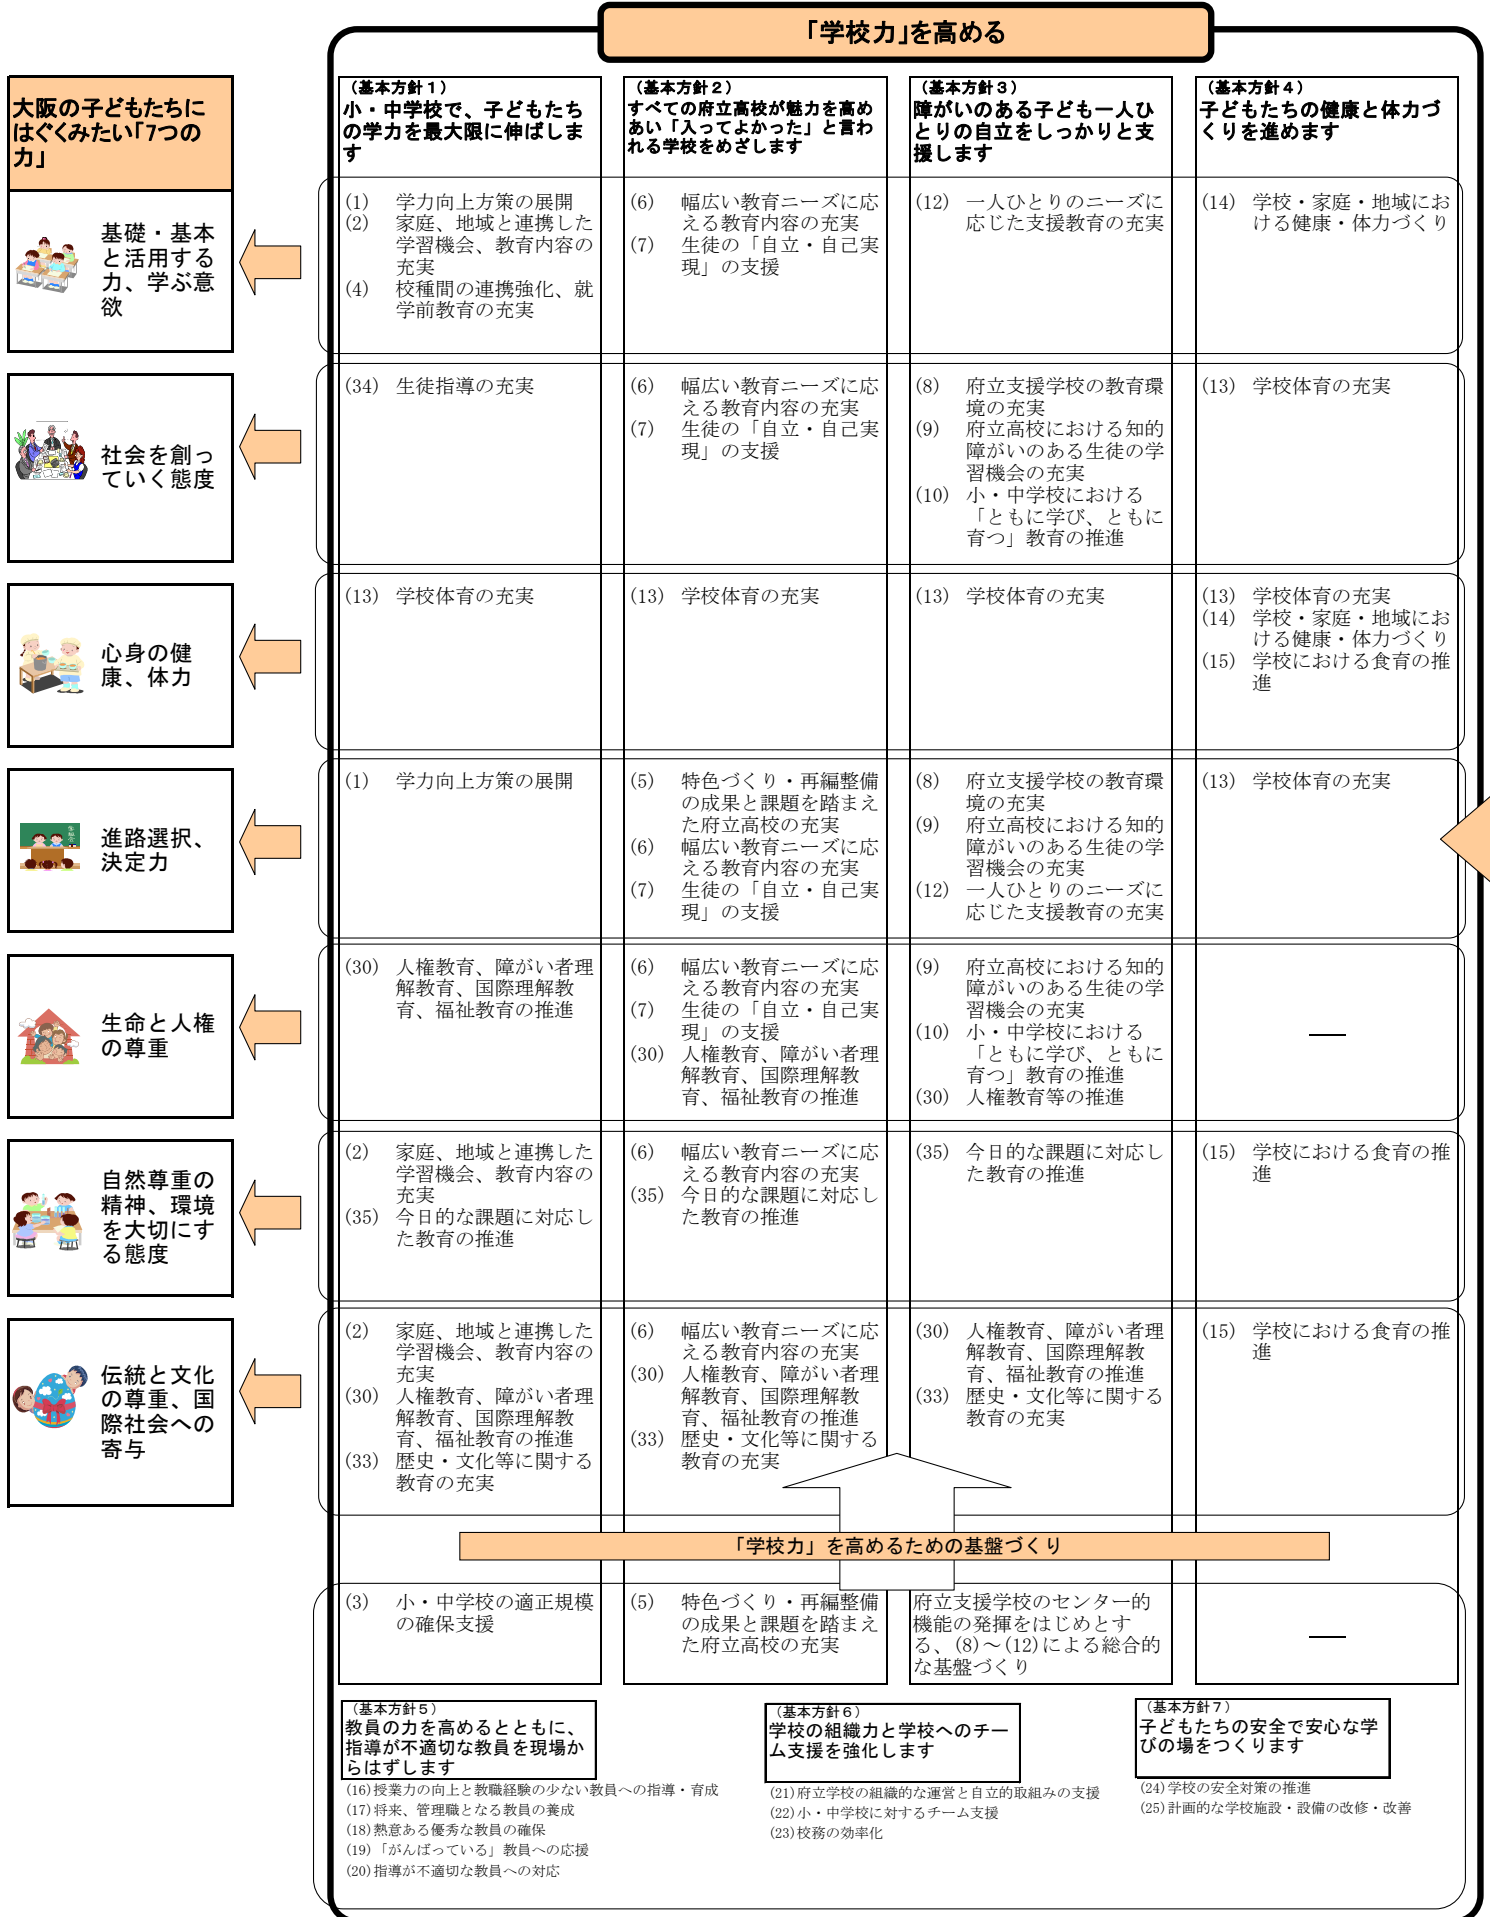 「学校力」を高める
大阪の子どもたちに
はぐくみたい「7つの
力」
（基本方針１）
小・中学校で、子どもたち
の学力を最大限に伸ばしま
す
（基本方針２）
すべての府立高校が魅力を高め
あい「入ってよかった」と言わ
れる学校をめざします
（基本方針３）
障がいのある子ども一人ひ
とりの自立をしっかりと支
援します
（基本方針４）
子どもたちの健康と体力づ
くりを進めます
基礎・基本
と活用する
力、学ぶ意
欲
(1) 学力向上方策の展開
(2) 家庭、地域と連携した
学習機会、教育内容の
充実
(4) 校種間の連携強化、就
学前教育の充実
(6) 幅広い教育ニーズに応
える教育内容の充実
(7) 生徒の「自立・自己実
現」の支援
(12) 一人ひとりのニーズに
応じた支援教育の充実
(14) 学校・家庭・地域にお
ける健康・体力づくり
社会を創っ
ていく態度
(34) 生徒指導の充実
(6) 幅広い教育ニーズに応
える教育内容の充実
(7) 生徒の「自立・自己実
現」の支援
(8) 府立支援学校の教育環
境の充実
(9) 府立高校における知的
障がいのある生徒の学
習機会の充実
(10) 小・中学校における
「ともに学び、ともに
育つ」教育の推進
(13) 学校体育の充実
心身の健
康、体力
(13) 学校体育の充実
(13) 学校体育の充実
(13) 学校体育の充実
(13) 学校体育の充実
(14) 学校・家庭・地域にお
ける健康・体力づくり
(15) 学校における食育の推
進
進路選択、
決定力
(1) 学力向上方策の展開
(5) 特色づくり・再編整備
の成果と課題を踏まえ
た府立高校の充実
(6) 幅広い教育ニーズに応
える教育内容の充実
(7) 生徒の「自立・自己実
現」の支援
(8) 府立支援学校の教育環
境の充実
(9) 府立高校における知的
障がいのある生徒の学
習機会の充実
(12) 一人ひとりのニーズに
応じた支援教育の充実
(13) 学校体育の充実
生命と人権
の尊重
(30) 人権教育、障がい者理
解教育、国際理解教
育、福祉教育の推進
(6) 幅広い教育ニーズに応
える教育内容の充実
(7) 生徒の「自立・自己実
現」の支援
(30) 人権教育、障がい者理
解教育、国際理解教
育、福祉教育の推進
(9) 府立高校における知的
障がいのある生徒の学
習機会の充実
(10) 小・中学校における
「ともに学び、ともに
育つ」教育の推進
(30) 人権教育等の推進
―
自然尊重の
精神、環境
を大切にす
る態度
(2) 家庭、地域と連携した
学習機会、教育内容の
充実
(35) 今日的な課題に対応し
た教育の推進
(6) 幅広い教育ニーズに応
える教育内容の充実
(35) 今日的な課題に対応し
た教育の推進
(35) 今日的な課題に対応し
た教育の推進
(15) 学校における食育の推
進
伝統と文化
の尊重、国
際社会への
寄与
(2) 家庭、地域と連携した
学習機会、教育内容の
充実
(30) 人権教育、障がい者理
解教育、国際理解教
育、福祉教育の推進
(33) 歴史・文化等に関する
教育の充実
(6) 幅広い教育ニーズに応
える教育内容の充実
(30) 人権教育、障がい者理
解教育、国際理解教
育、福祉教育の推進
(33) 歴史・文化等に関する
教育の充実
(30) 人権教育、障がい者理
解教育、国際理解教
育、福祉教育の推進
(33) 歴史・文化等に関する
教育の充実
(15) 学校における食育の推
進
「学校力」を高めるための基盤づくり
(3) 小・中学校の適正規模
の確保支援
(5) 特色づくり・再編整備
の成果と課題を踏まえ
た府立高校の充実
府立支援学校のセンター的
機能の発揮をはじめとす
る、(8)～(12)による総合的
な基盤づくり
―
（基本方針５）
教員の力を高めるとともに、
指導が不適切な教員を現場か
らはずします
(16)授業力の向上と教職経験の少ない教員への指導・育成
(17)将来、管理職となる教員の養成
(18)熱意ある優秀な教員の確保
(19)「がんばっている」教員への応援
(20)指導が不適切な教員への対応
（基本方針６）
学校の組織力と学校へのチー
ム支援を強化します
(21)府立学校の組織的な運営と自立的取組みの支援
(22)小・中学校に対するチーム支援
(23)校務の効率化
（基本方針７）
子どもたちの安全で安心な学
びの場をつくります
(24)学校の安全対策の推進
(25)計画的な学校施設・設備の改修・改善